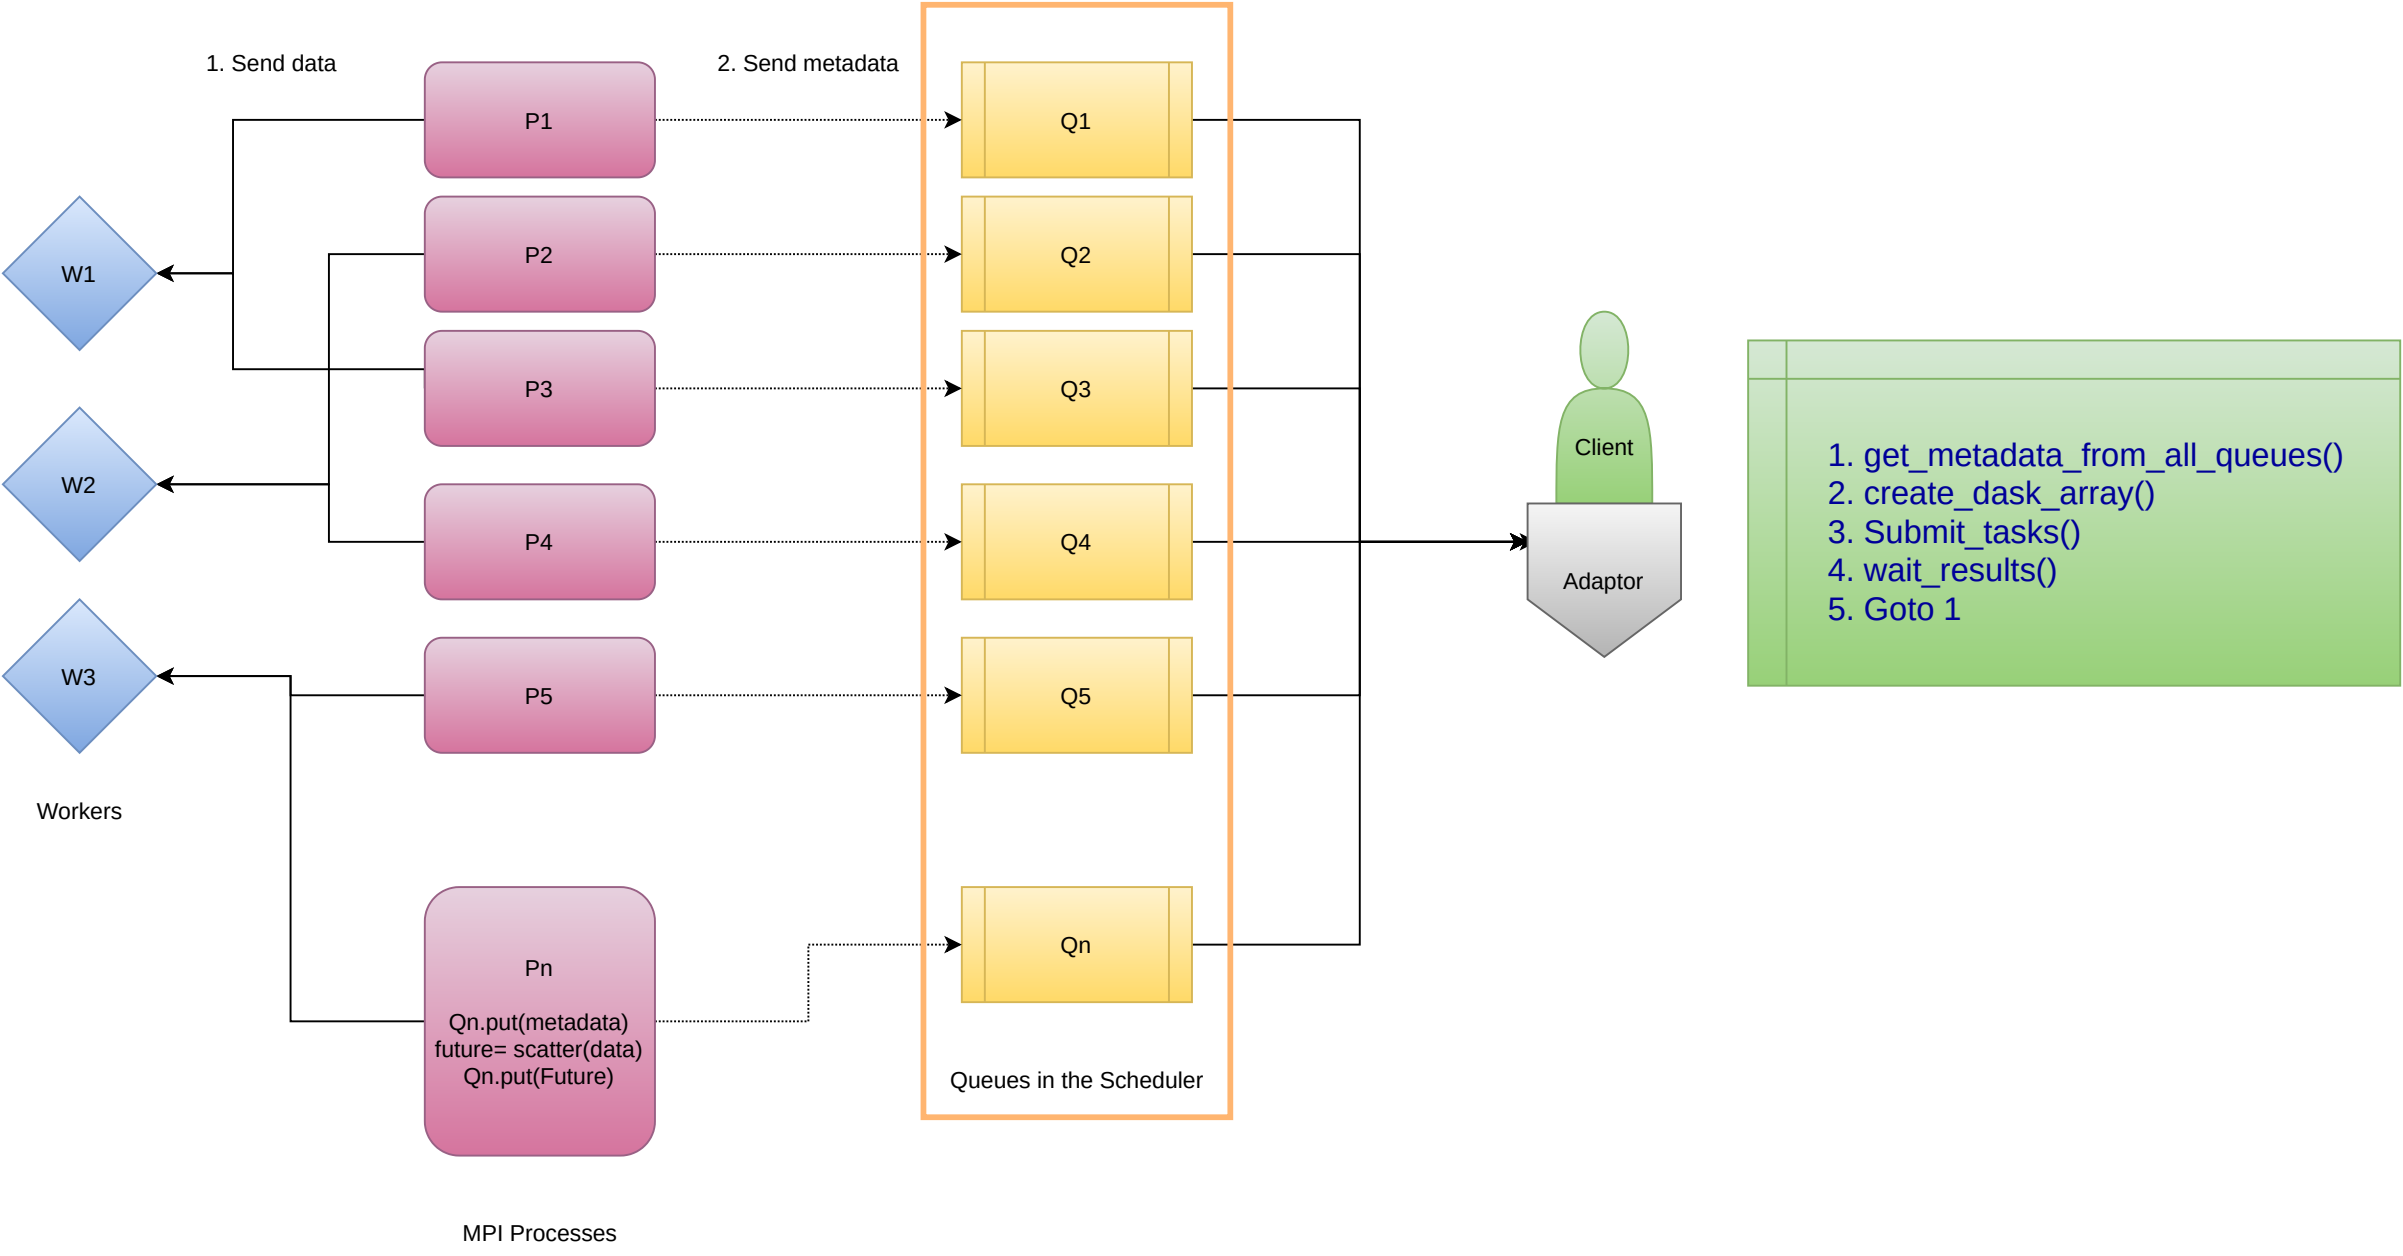 1. Send data
2. Send metadata
P1
Q1
P2
Q2
W1
P3
Q3
Client
1. get_metadata_from_all_queues()
2. create_dask_array()
3. Submit_tasks()
4. wait_results()
5. Goto 1
W2
P4
Q4
Adaptor
W3
P5
Q5
Workers
Pn
Qn.put(metadada)
future= scatter(data)
Qn.put(Future)
Qn
Queues in the Scheduler
MPI Processes